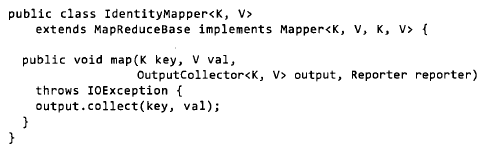 public class IdentityMapper<K, V>
    extends MapReduceBase implements Mapper<K, V, K, V> {

  public void map(K key, V val,
                  OutputCollector<K, V> output, Reporter reporter)
    throws IOException {
    output.collect(key, val);
  }
}